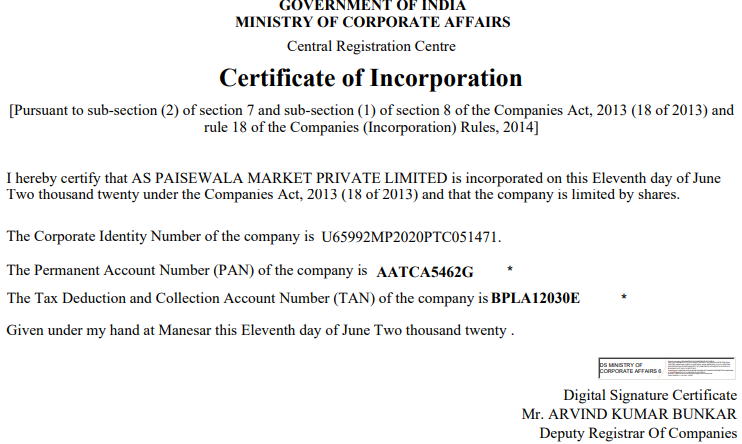 GOVERNMENT OF INDIA
MINISTRY OF CORPORATE AFFAIRS
Central Registration Centre
Certificate of Incorporation
[Pursuant to sub-section (2) of section 7 and sub-section (1) of section 8 of the Companies Act, 2013 (18 of 2013) and
rule 18 of the Companies (Incorporation) Rules, 2014]
I hereby certify that AS PAISEWALA MARKET PRIVATE LIMITED is incorporated on this Eleventh day of June
Two thousand twenty under the Companies Act, 2013 (18 of 2013) and that the company is limited by shares.
The Corporate Identity Number of the company is U65992MP2020PTC051471.
The Permanent Account Number (PAN) of the company is AATCA5462G *
The Tax Deduction and Collection Account Number (TAN) of the company is BPLA12030E *
Given under my hand at Manesar this Eleventh day of June Two thousand twenty .
DS MINISTRY OF
CORPORATE AFFAIRS 6
Digital Signature Certificate
Mr. ARVIND KUMAR BUNKAR
Deputy Registrar Of Companies